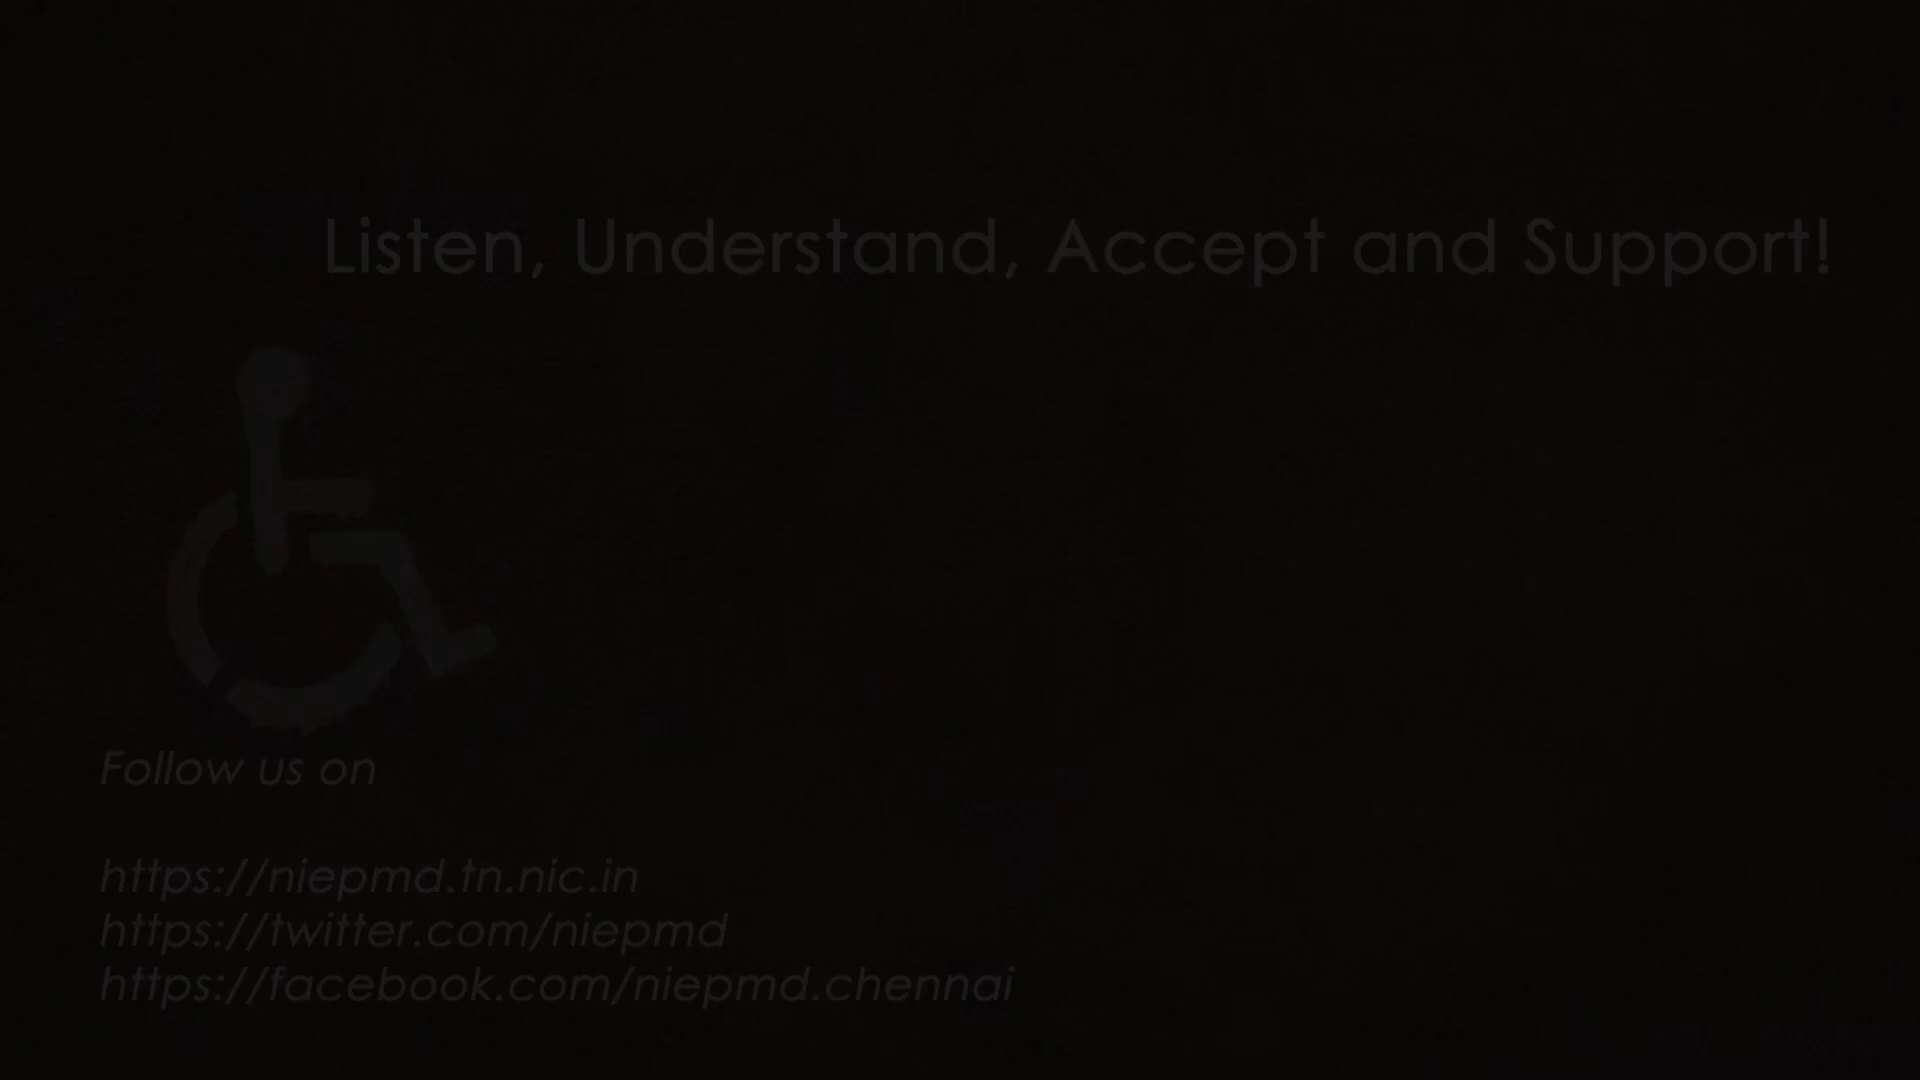 Listen, Understand, Accept and Support!
Follow us on
https://niepmd.tn.nic.in
https://twitter.com/niepmd
https://facebook.com/niepmd.chennai